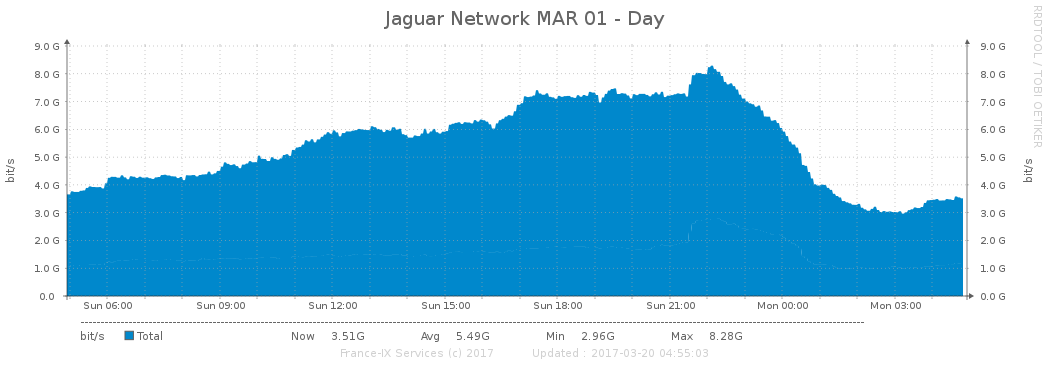 Jaguar Network MAR 01 - Day
RRDTOOL / TOBI OETIKER
bit/s
9.0 G
8.0 G
7.0 G
6.0 G
5.0 G
4.0 G
3.0 G
2.0 G
1.0 G
0.0
9.0 G
8.0 G
7.0 G
6.0 G
5.0 G
4.0 G
3.0 G
2.0 G
1.0 G
0.0 G
bit/s
Sun 06:00 Sun 09:00 Sun 12:00 Sun 15:00 Sun 18:00 Sun 21:00 Mon 00:00 Mon 03:00
bit/s Total Now 3.51G Avg 5.49G Min 2.96G Max 8.28G
France-IX Services (c) 2017 Updated : 2017-03-20 04:55:03